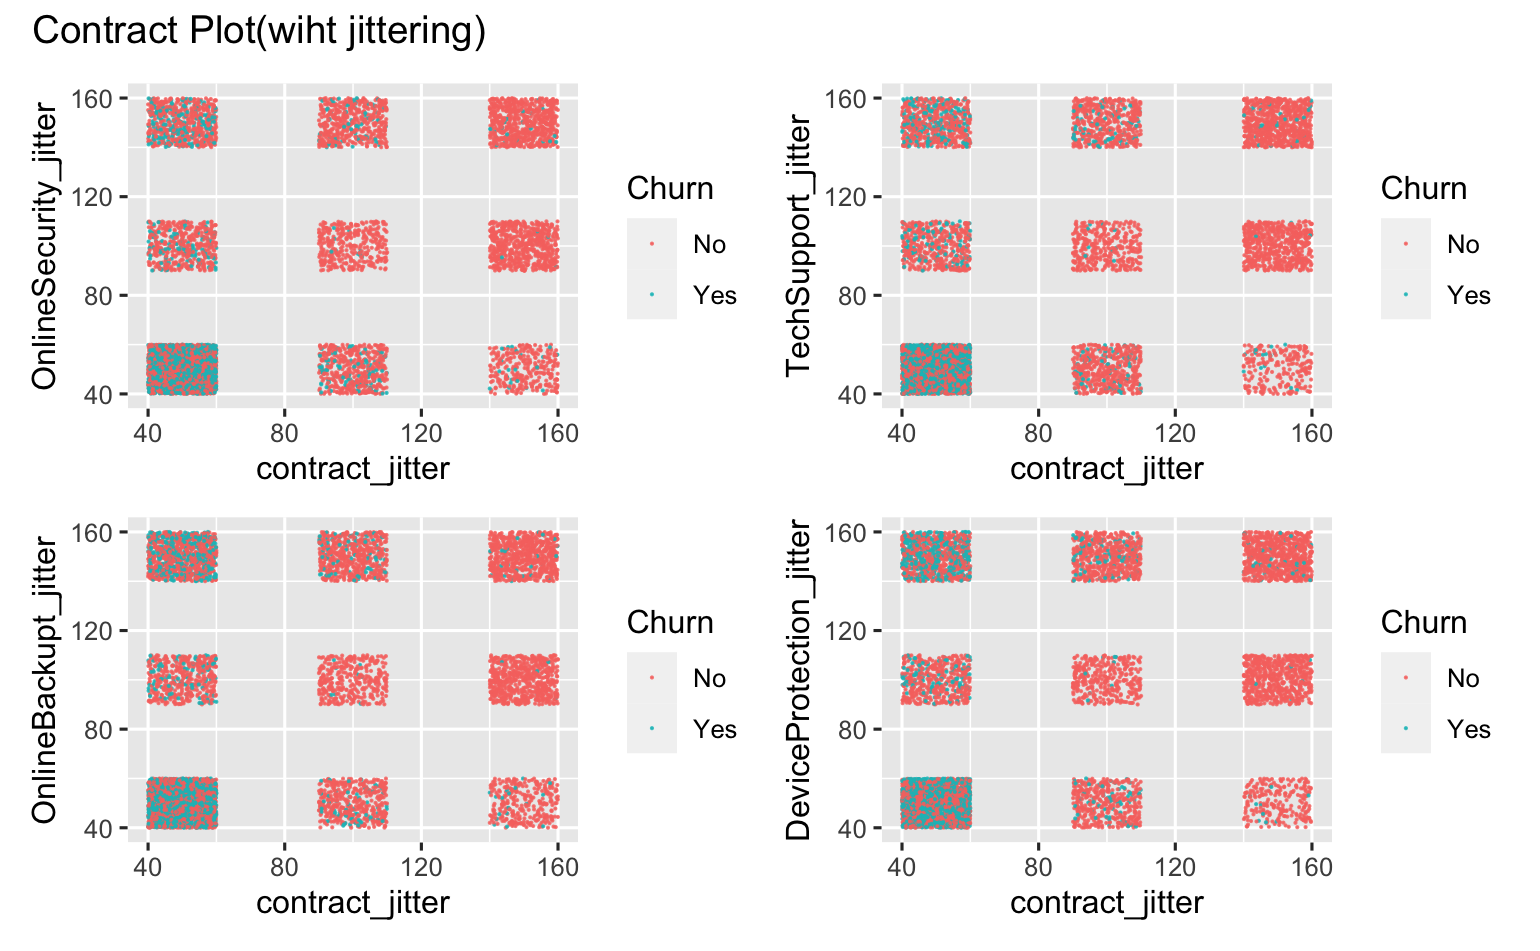 Contract Plot(wiht jittering)
OnlineSecurity_jitter
160
120
80
40
40 80 120 160
contract_jitter
Churn
No
Yes
TechSupport_jitter
160
120
80
40
40 80 120 160
contract_jitter
Churn
No
Yes
OnlineBackupt_jitter
160
120
80
40
40 80 120 160
contract_jitter
Churn
No
Yes
DeviceProtection_jitter
160
120
80
40
40 80 120 160
contract_jitter
Churn
No
Yes